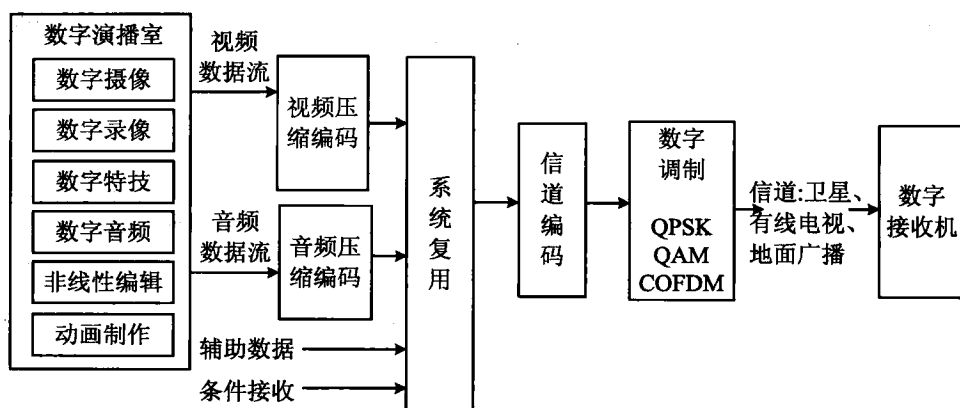 数字演播室
数字摄像
数字录像
数字特技
数字音频
非线性编辑
动画制作
视频
数据流
音频
数据流
辅助数据
条件接收
视频压
缩编码
音频压
缩编码
系
统
复
用
信
道
编
码
数字
调制
QPSK
QAM
COFDM
信道:卫星、
有线电视、
地面广播
数字
接收机